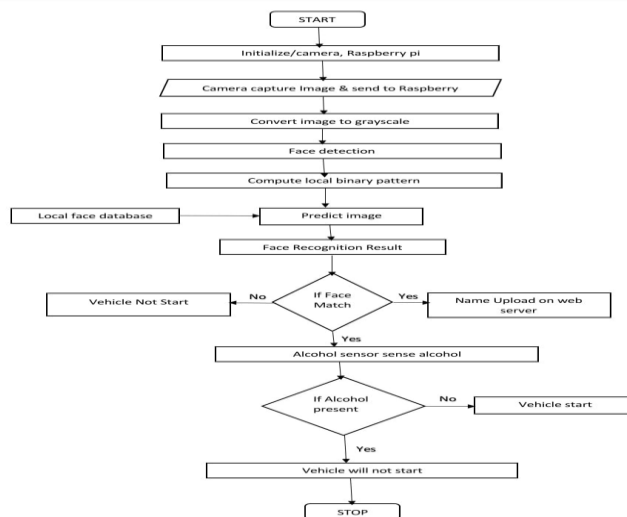 START
Initialize/camera, Raspberry pi
Camera capture Image & send to Raspberry
Convert image to grayscale
Face detection
Compute local binary pattern
Local face database
Predict image
Face Recognition Result
Vehicle Not Start
No
If Face
Match
Yes
Name Upload on web
server
Yes
Alcohol sensor sense alcohol
If Alcohol
present
No
Vehicle start
Yes
Vehicle will not start
STOP